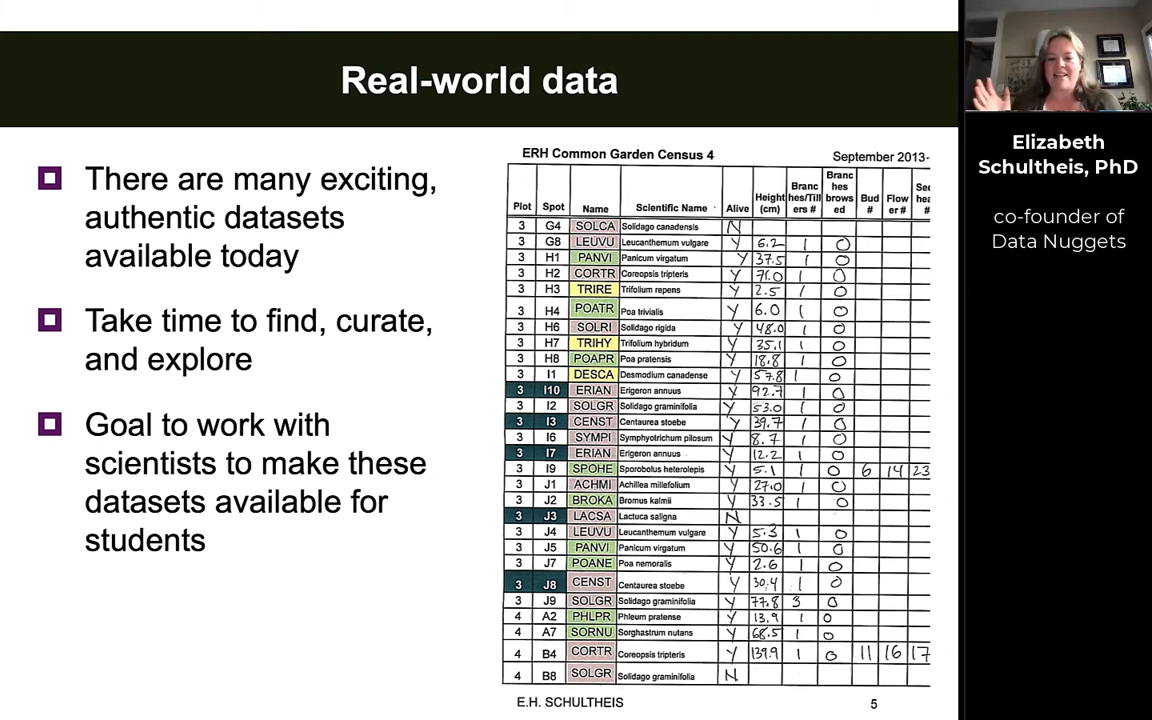 Real-world data
There are many exciting,
authentic datasets
available today
Take time to find, curate,
and explore
Goal to work with
scientists to make these
datasets available for
students
ERH Common Garden Census 4
September 2013-
Plot Spot Name Scientific Name Alive Height (cm) Branc hes/Till ers # Branc hes brows ed Bud # Flow er # See hea #
3 G4 SOLCA Solidago canadensis N
3 G8 LEUVU Leucanthemum vulgare Y 6.2 1 0
3 H1 PANVI Panicum virgatum Y 37.5 1 0
3 H2 CORTR Coreopsis tripteris Y 71.0 1 0
3 H3 TRIRE Trifolium repens Y 2.5 1 0
3 H4 POATR Poa trivialis Y 6.0 1 0
3 H6 SOLRI Solidago rigida Y 48.0 1 0
3 H7 TRIHY Trifolium hybridum Y 35.1 1 0
3 H8 POAPR Poa pratensis Y 18.8 1 0
3 I1 DESCA Desmodium canadense Y 57.8 1 0
3 I10 ERIAN Erigeron annuus Y 92.7 1 0
3 I2 SOLGR Solidago graminifolia Y 53.0 1 0
3 I3 CENST Centaurea stoebe Y 39.7 1 0
3 I6 SYMPI Symphyotrichum pilosum Y 8.7 1 0
3 I7 ERIAN Erigeron annuus Y 12.2 1 0
3 I9 SPOHE Sporobolus heterolepis Y 5.1 1 0 6 14 23
3 J1 ACHMI Achillea millefolium Y 27.0 1 0
3 J2 BROKA Bromus kalmii Y 33.5 1 0
3 J3 LACSA Lactuca saligna N
3 J4 LEUVU Leucanthemum vulgare Y 5.3 1 0
3 J5 PANVI Panicum virgatum Y 50.6 1 0
3 J7 POANE Poa nemoralis Y 2.6 1 0
3 J8 CENST Centaurea stoebe Y 30.4 1 0
3 J9 SOLGR Solidago graminifolia Y 77.8 3 0
4 A2 PHLPR Phleum pratense Y 13.9 1 0
4 A7 SORNU Sorghastrum nutans Y 68.5 1 0
4 B4 CORTR Coreopsis tripteris Y 139.9 1 0 11 16 17
4 B8 SOLGR Solidago graminifolia N
E.H. SCHULTHEIS
5
Elizabeth
Schultheis, PhD
co-founder of
Data Nuggets